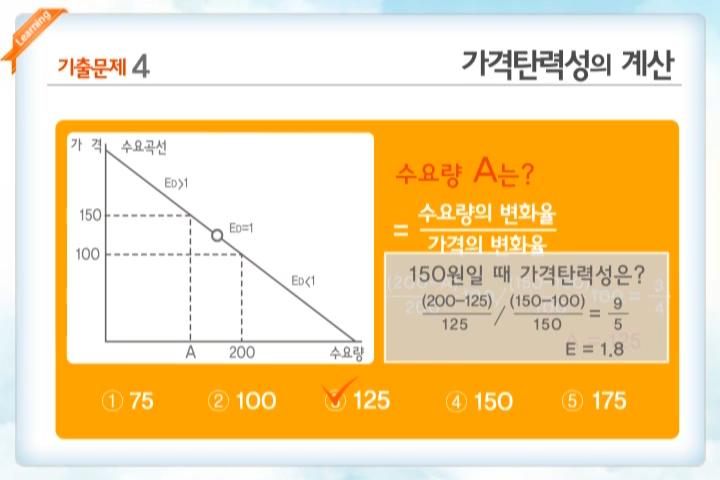 Learning
기출문제 4
가격탄력성의 계산
가 격
수요곡선
ED>1
150
ED=1
100
ED<1
A
200
수요량
수요량 A는?
= 수요량의 변화율
가격의 변화율
150원일 때 가격탄력성은?
(200-125) / (150-100) = 9
125 150 5
E = 1.8
① 75
② 100
③ 125
④ 150
⑤ 175